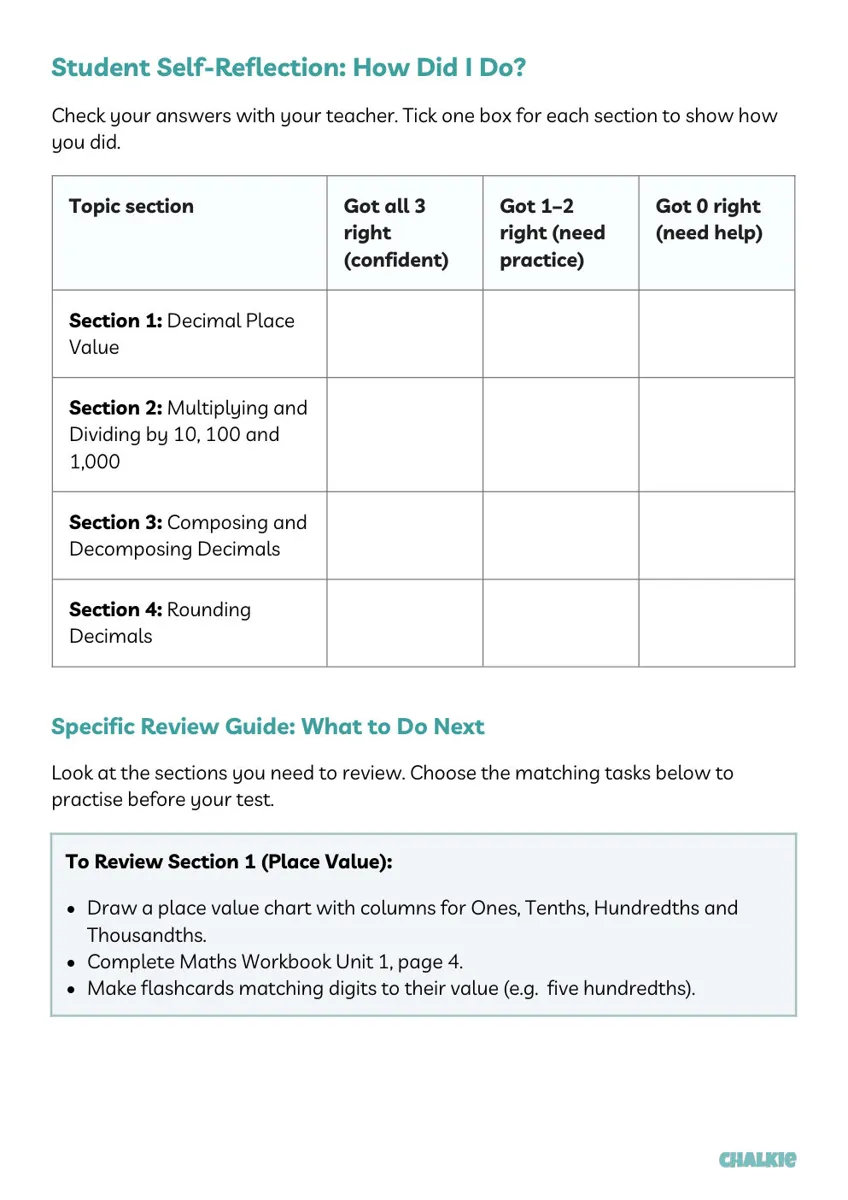 Student Self-Reflection: How Did I Do?
Check your answers with your teacher. Tick one box for each section to show how
you did.
Topic section
Got all 3
right
(confident)
Got 1–2
right (need
practice)
Got 0 right
(need help)
Section 1: Decimal Place
Value
Section 2: Multiplying and
Dividing by 10, 100 and
1,000
Section 3: Composing and
Decomposing Decimals
Section 4: Rounding
Decimals
Specific Review Guide: What to Do Next
Look at the sections you need to review. Choose the matching tasks below to
practise before your test.
To Review Section 1 (Place Value):
• Draw a place value chart with columns for Ones, Tenths, Hundredths and
Thousandths.
• Complete Maths Workbook Unit 1, page 4.
• Make flashcards matching digits to their value (e.g.  five hundredths).
CHALKIE